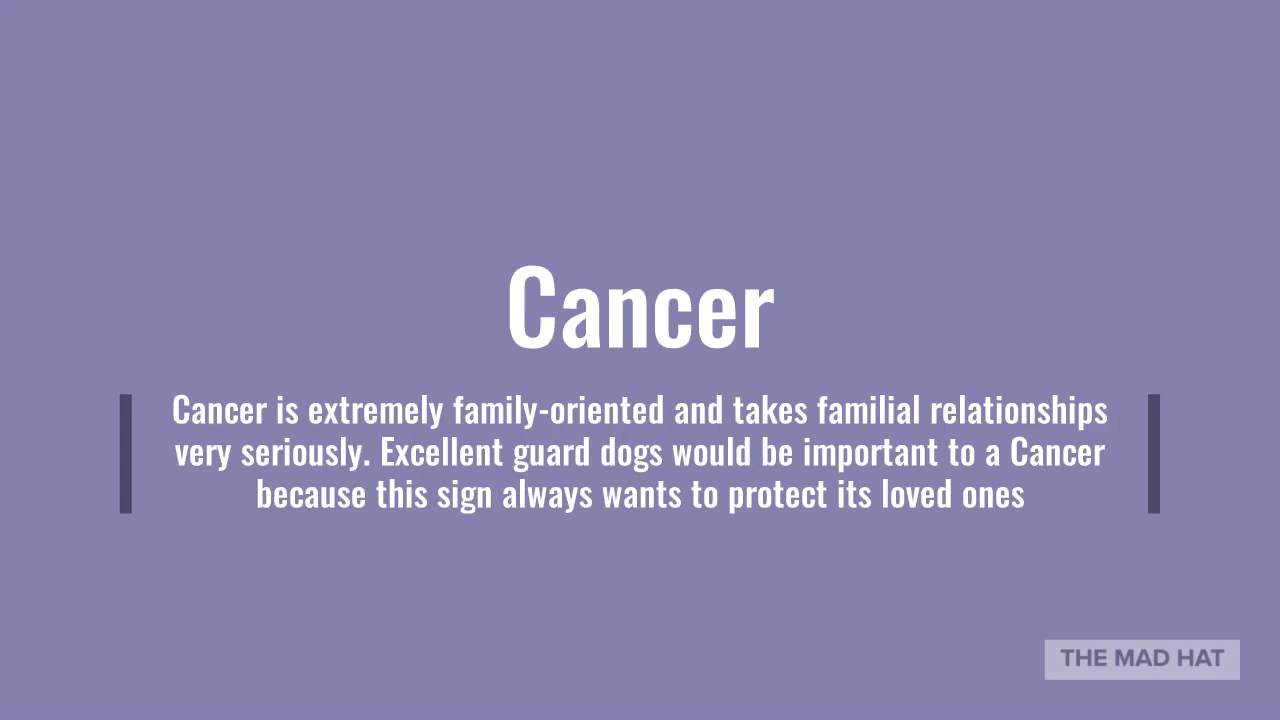 Cancer
Cancer is extremely family-oriented and takes familial relationships
very seriously. Excellent guard dogs would be important to a Cancer
because this sign always wants to protect its loved ones
THE MAD HAT